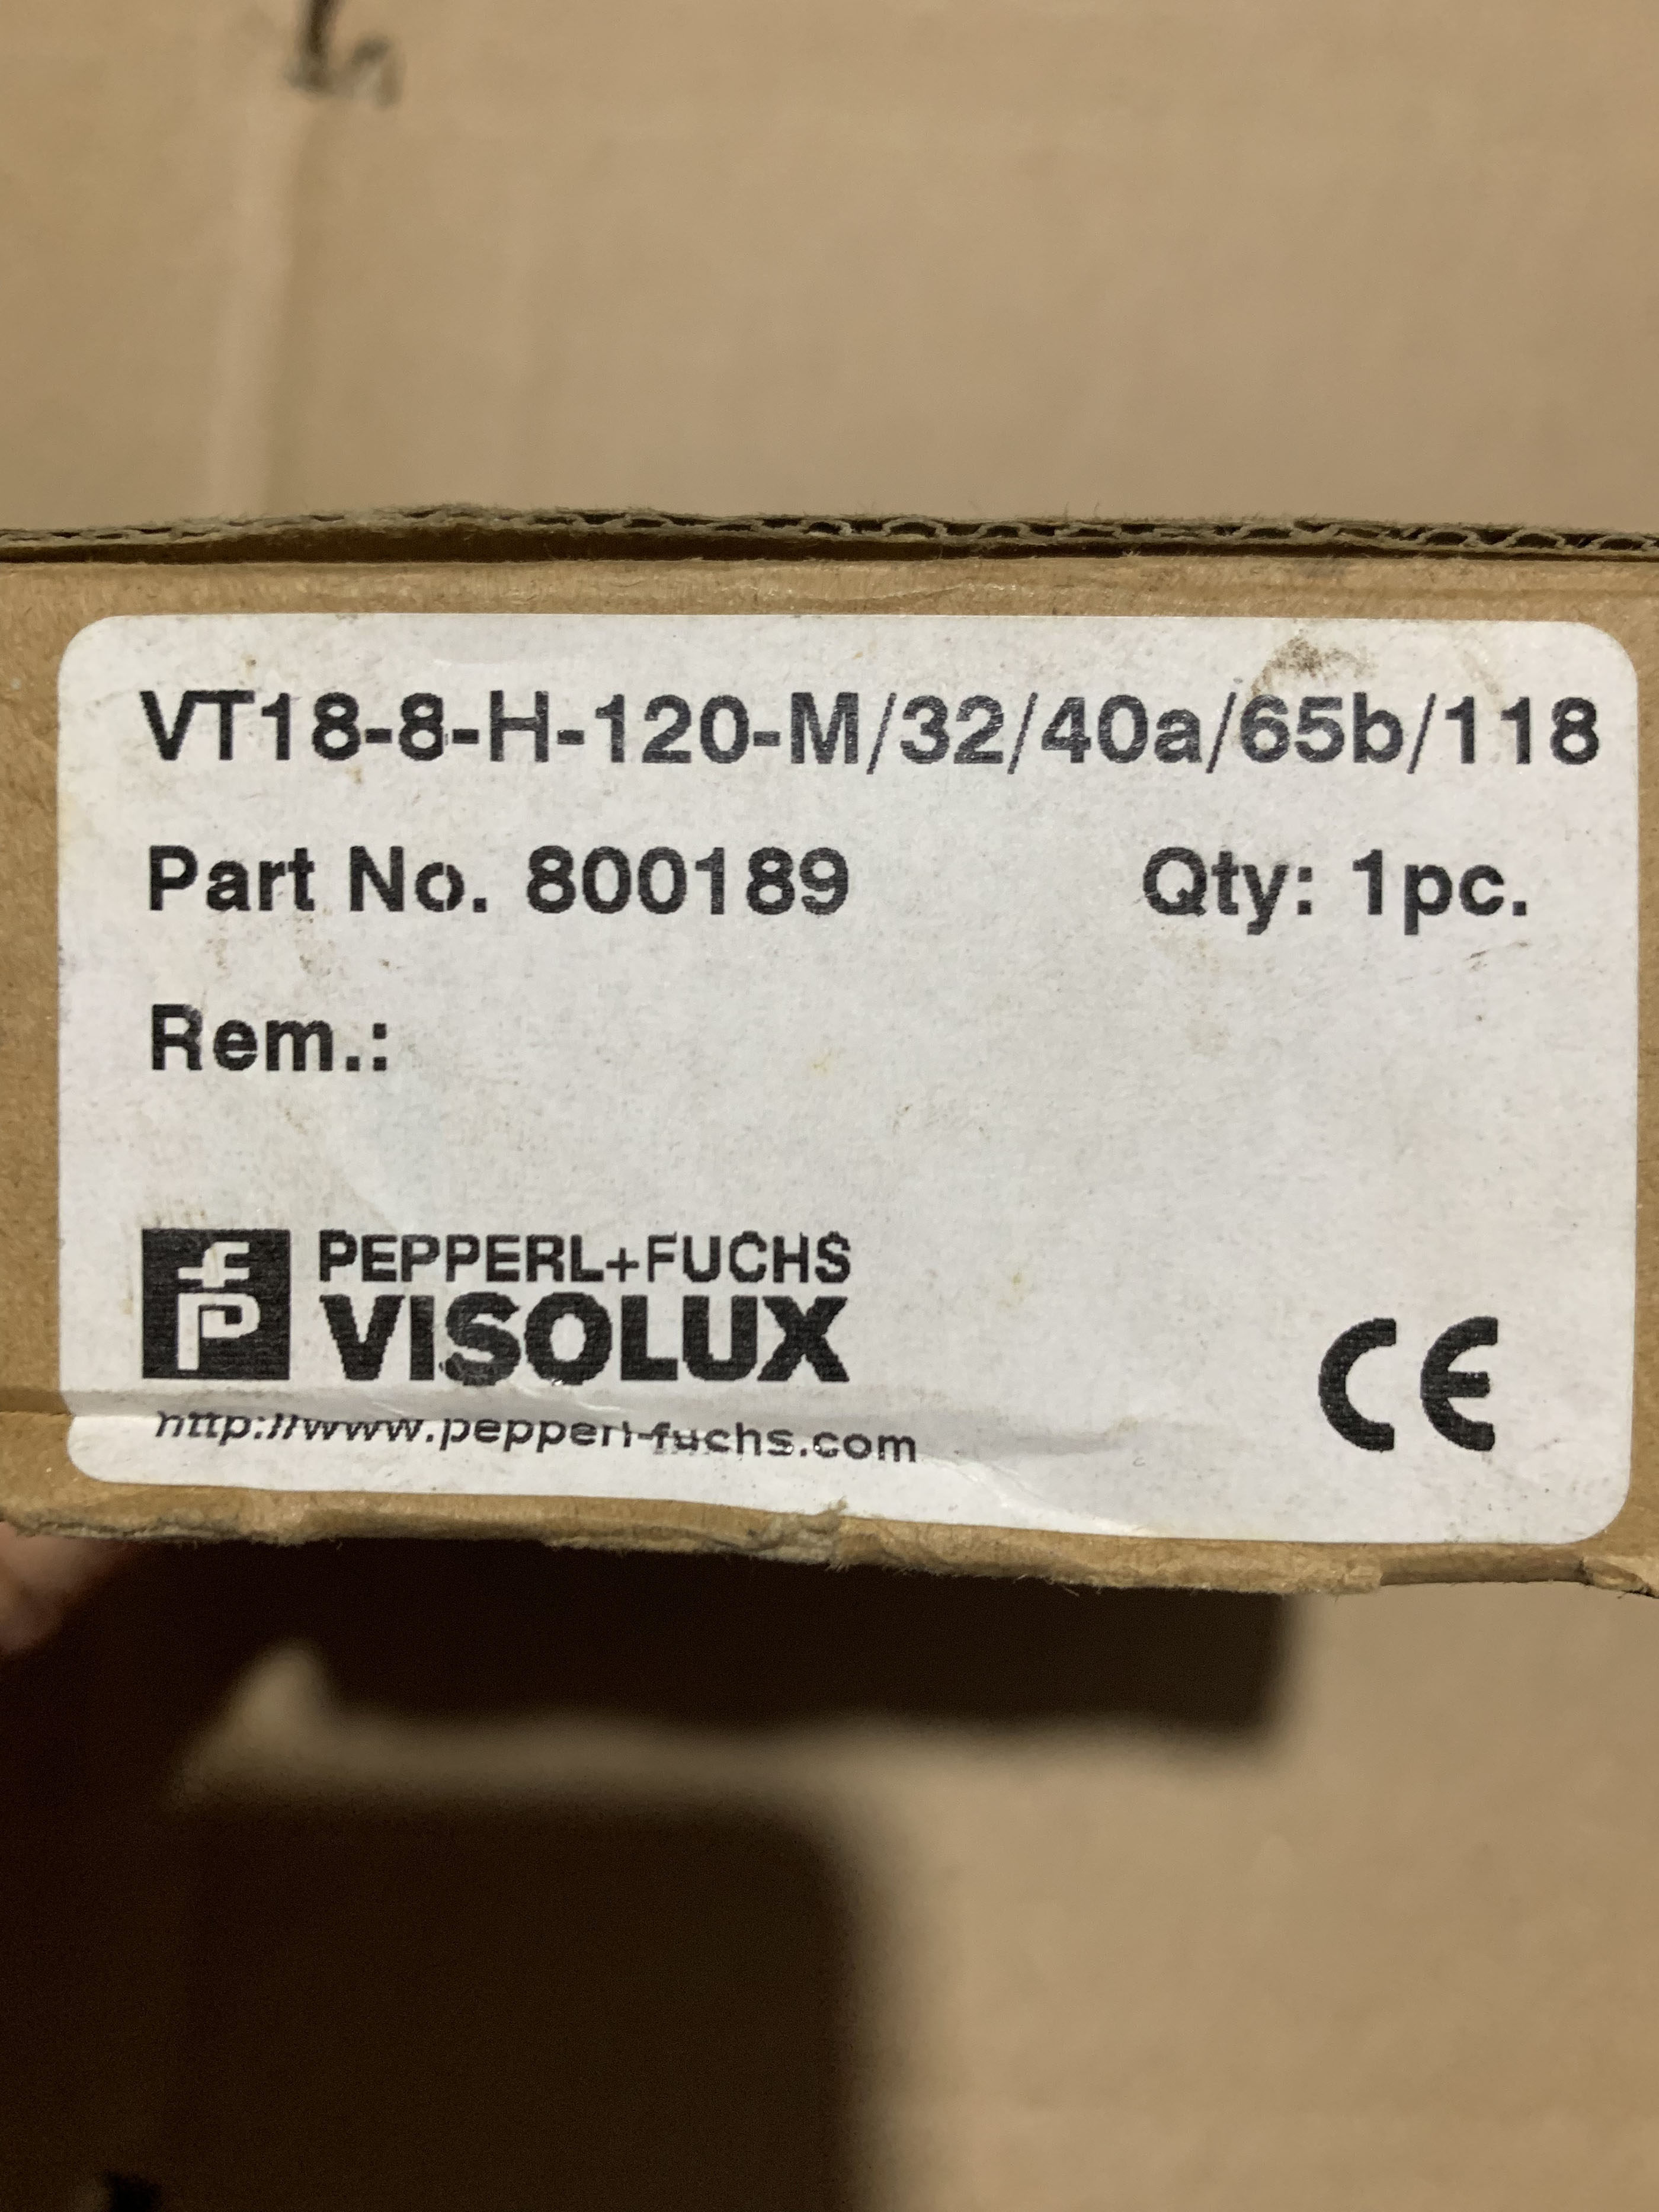 VT18-8-H-120-M/32/40a/65b/118
Part No. 800189 Qty: 1pc.
Rem.:
PEPPERL+FUCHS
VISOLUX
http://www.pepperl-fuchs.com
CE